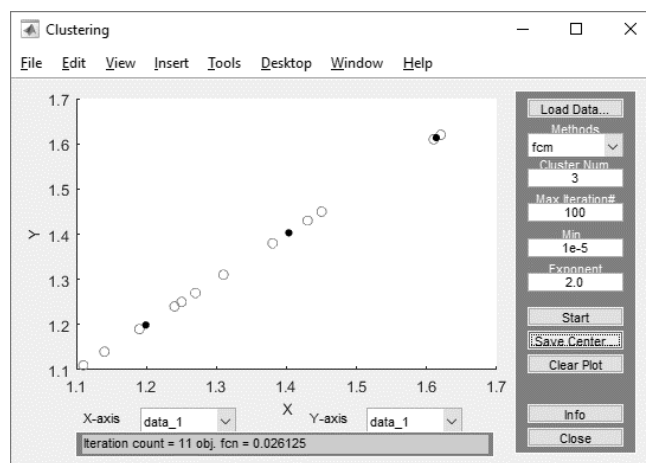 Clustering
File Edit View Insert Tools Desktop Window Help
1.7
1.6
1.5
1.4
1.3
1.2
1.1
Y
1.1 1.2 1.3 1.4 1.5 1.6 1.7
X
X-axis data_1 Y-axis data_1
Iteration count = 11 obj. fcn = 0.026125
Load Data...
Methods
fcm
Cluster Num
3
Max Iteration#
100
Min
1e-5
Exponent
2.0
Start
Save Center...
Clear Plot
Info
Close